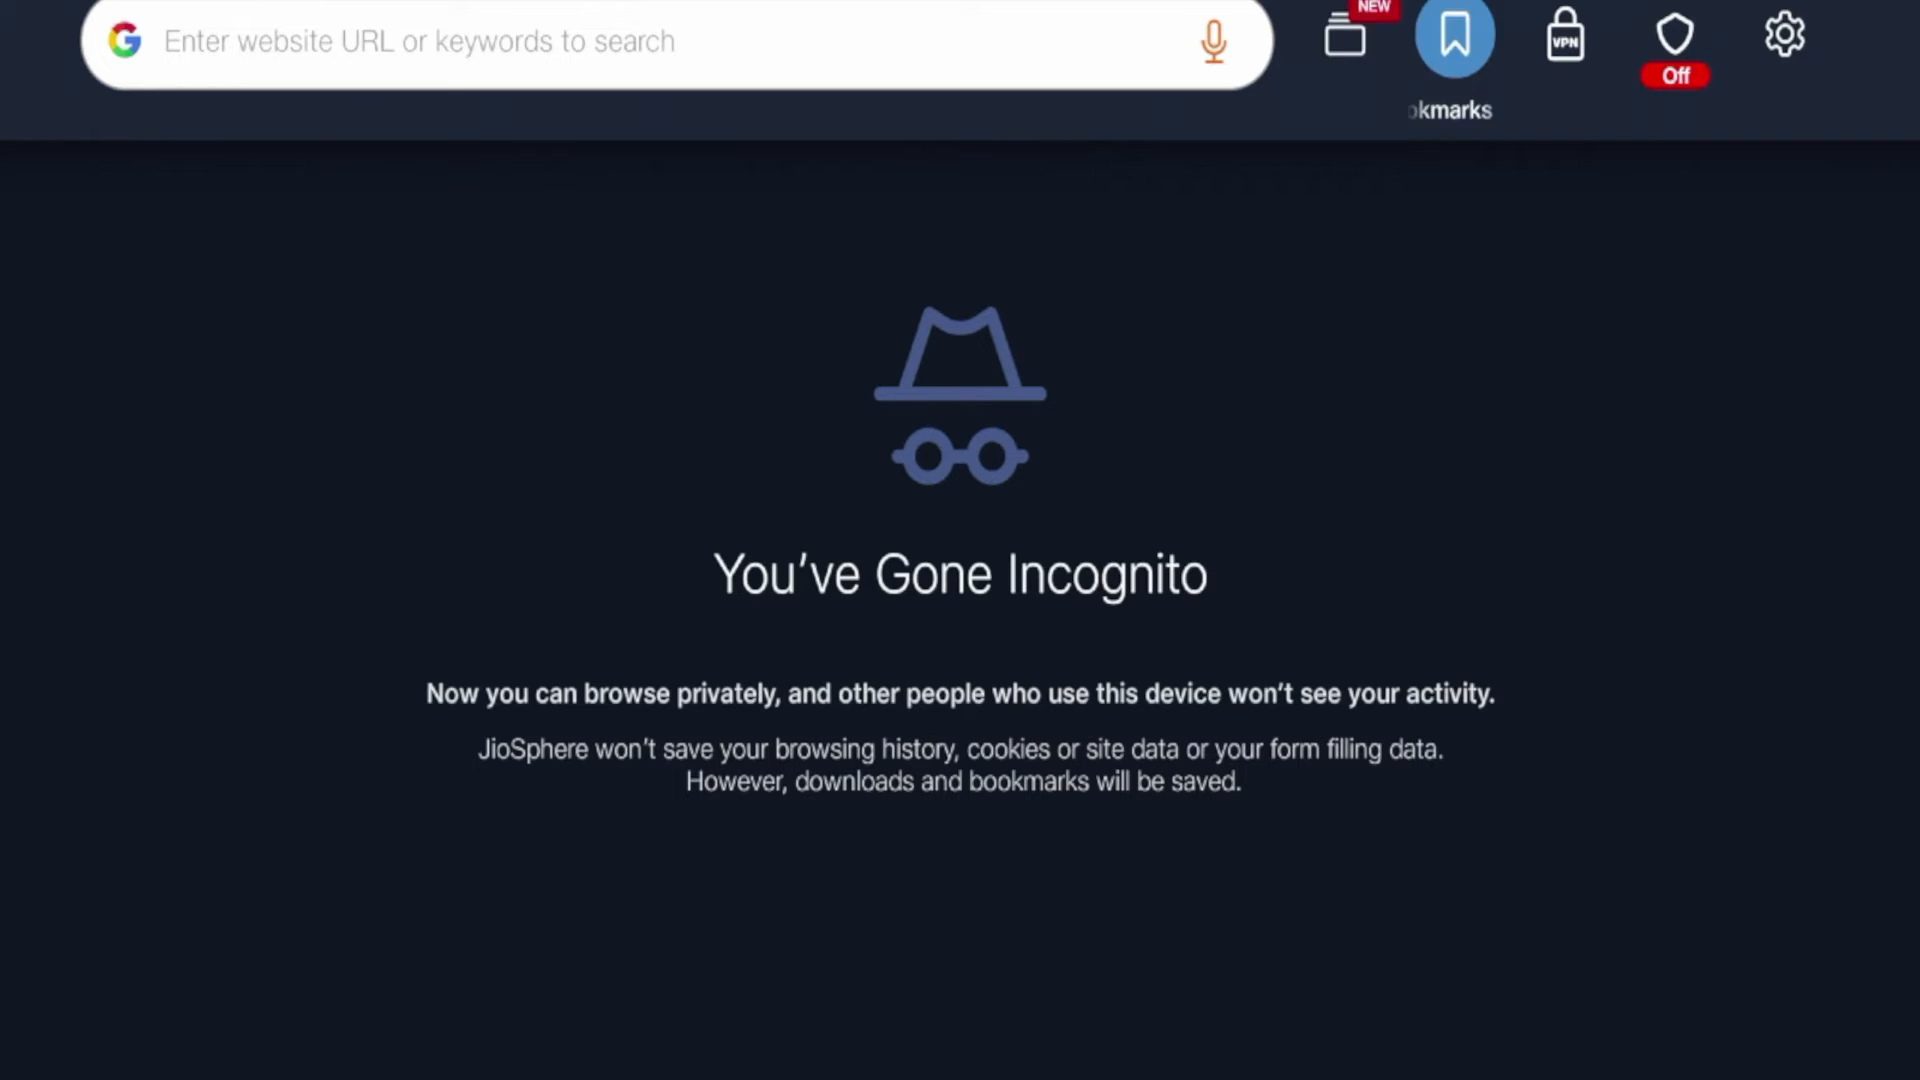 Enter website URL or keywords to search
NEW
VPN
Off
okmarks
You've Gone Incognito
Now you can browse privately, and other people who use this device won't see your activity.
JioSphere won't save your browsing history, cookies or site data or your form filling data.
However, downloads and bookmarks will be saved.